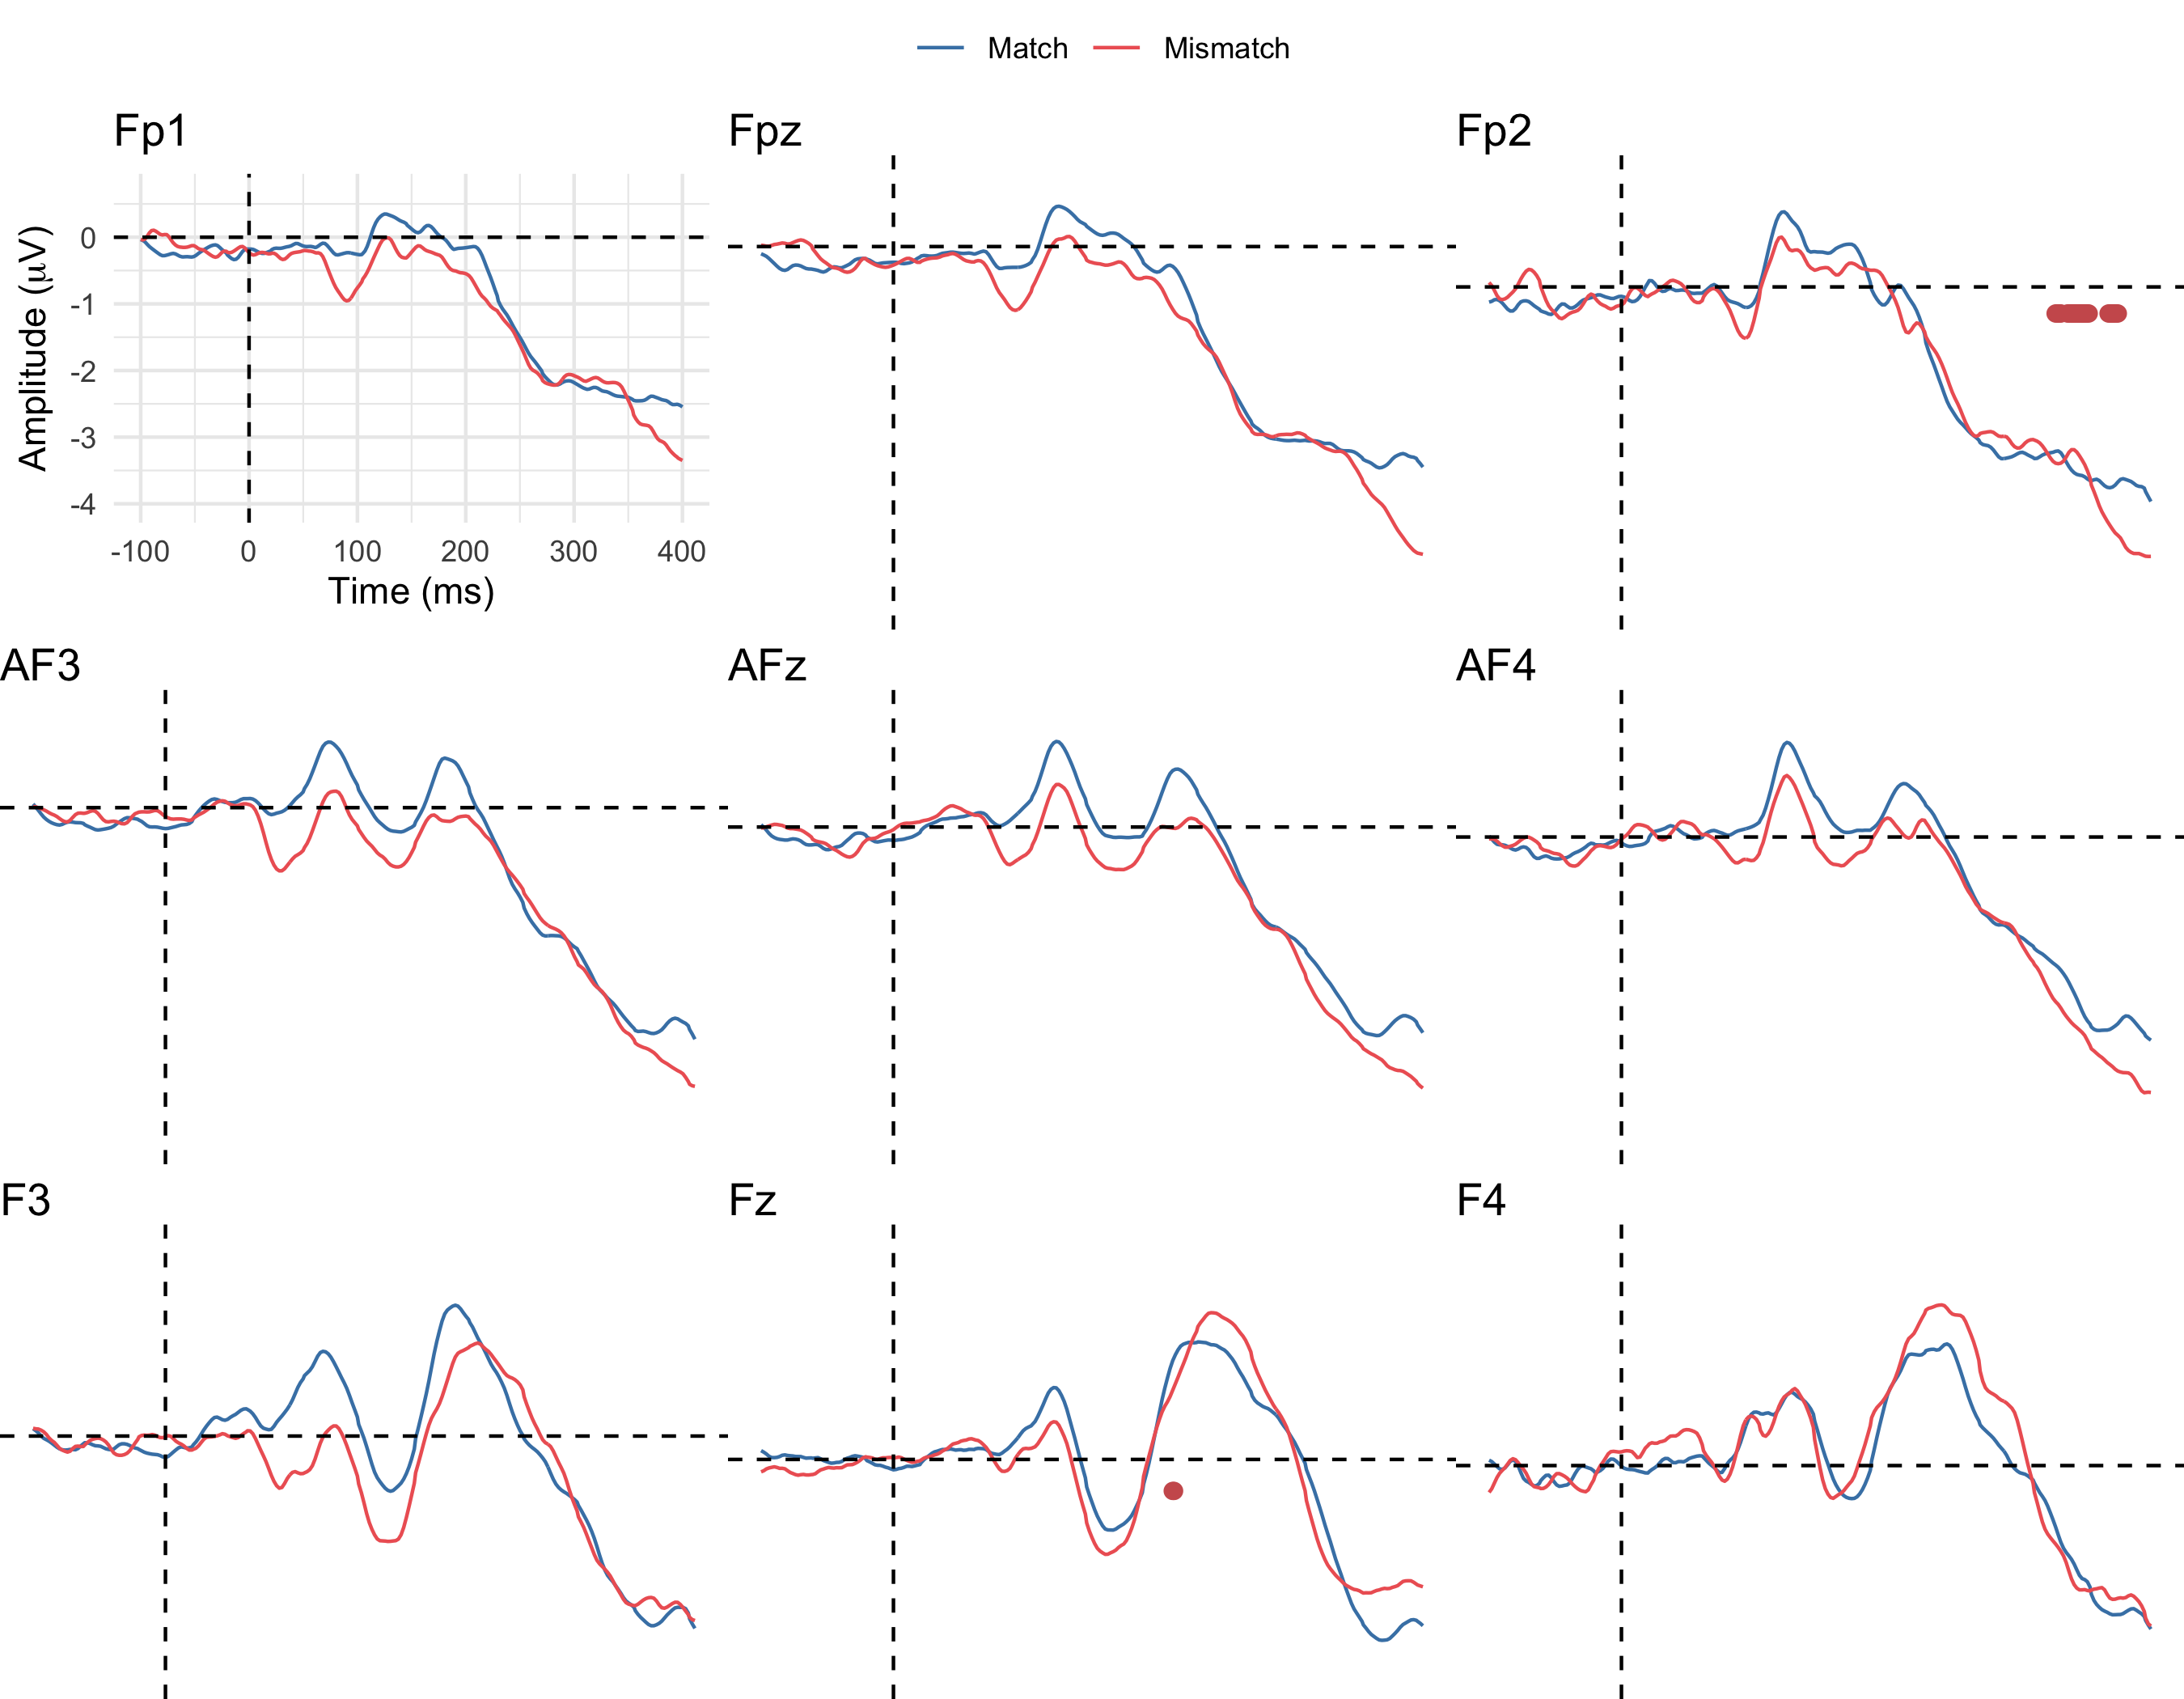 Match Mismatch
Fp1
Fpz
Fp2
Amplitude (μV)
0
-1
-2
-3
-4
-100 0 100 200 300 400
Time (ms)
AF3
AFz
AF4
F3
Fz
F4